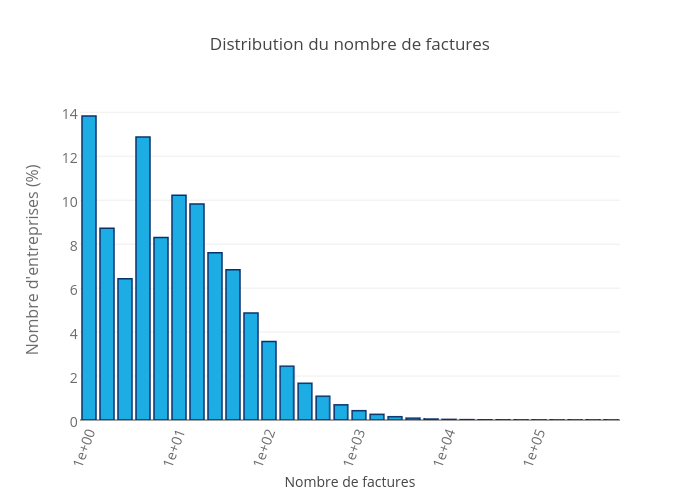 Distribution du nombre de factures
Nombre d'entreprises (%)
14
12
10
8
6
4
2
0
1e+00
1e+01
1e+02
1e+03
1e+04
1e+05
Nombre de factures